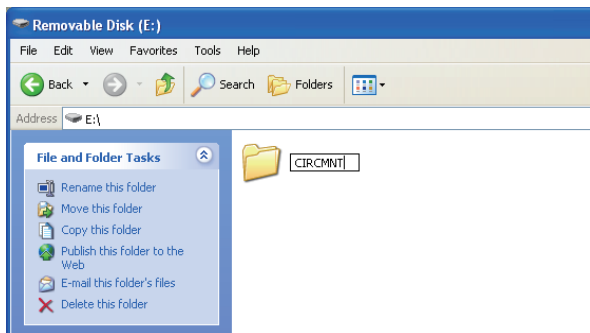 Removable Disk (E:)
File Edit View Favorites Tools Help
Back Search Folders
Address E:\
File and Folder Tasks
CIRCMNT
Rename this folder
Move this folder
Copy this folder
Publish this folder to the
Web
E-mail this folder's files
Delete this folder